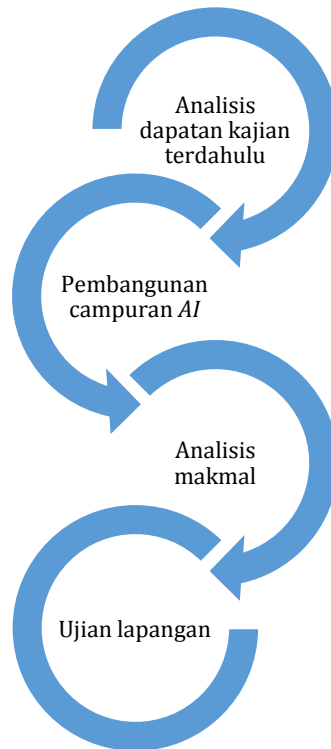 Analisis
dapatan kajian
terdahulu
Pembangunan
campuran AI
Analisis
makmal
Ujian lapangan